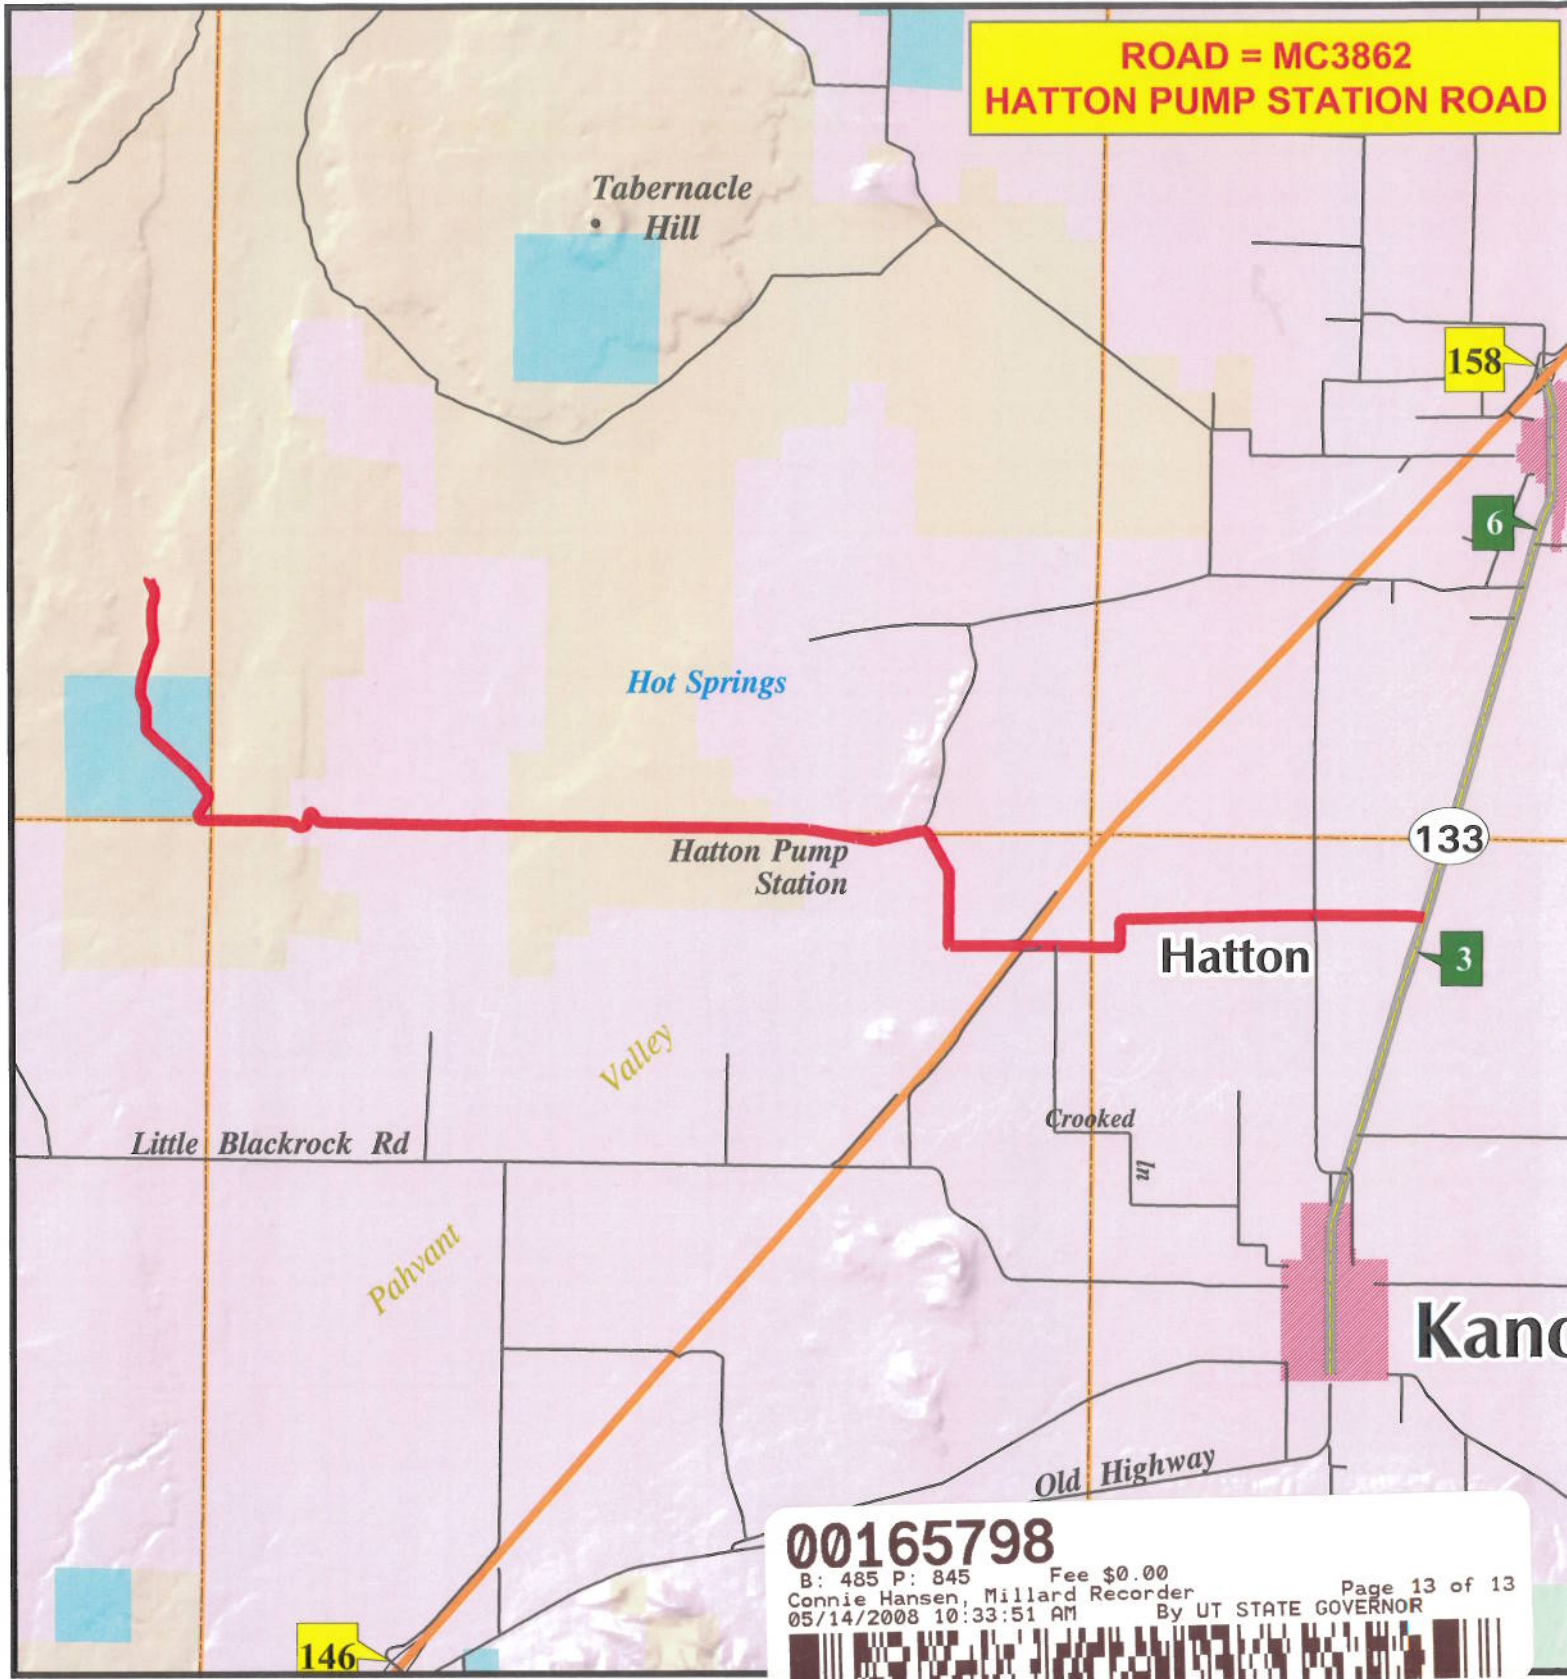 ROAD = MC3862
HATTON PUMP STATION ROAD
Tabernacle
Hill
158
6
Hot Springs
133
Hatton Pump
Station
Hatton
3
Valley
Crooked
Ln
Little Blackrock Rd
Pahvant
Kano
Old Highway
00165798
B: 485 P: 845 Fee $0.00
Connie Hansen, Millard Recorder Page 13 of 13
05/14/2008 10:33:51 AM By UT STATE GOVERNOR
146